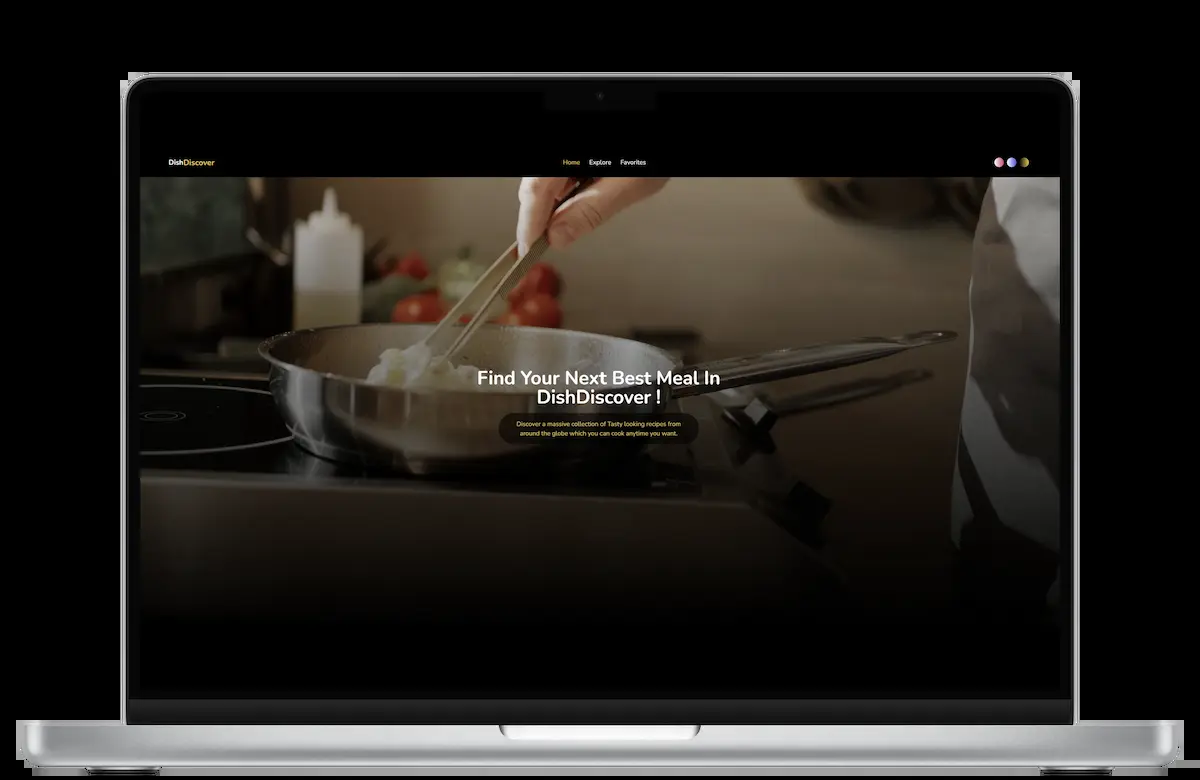 DishDiscover
Home Explore Favorites
Find Your Next Best Meal In
DishDiscover !
Discover a massive collection of Tasty looking recipes from
around the globe which you can cook anytime you want.